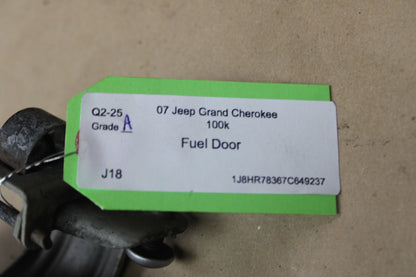 Q2-25 07 Jeep Grand Cherokee
Grade A 100k
Fuel Door
J18 1J8HR78367C649237